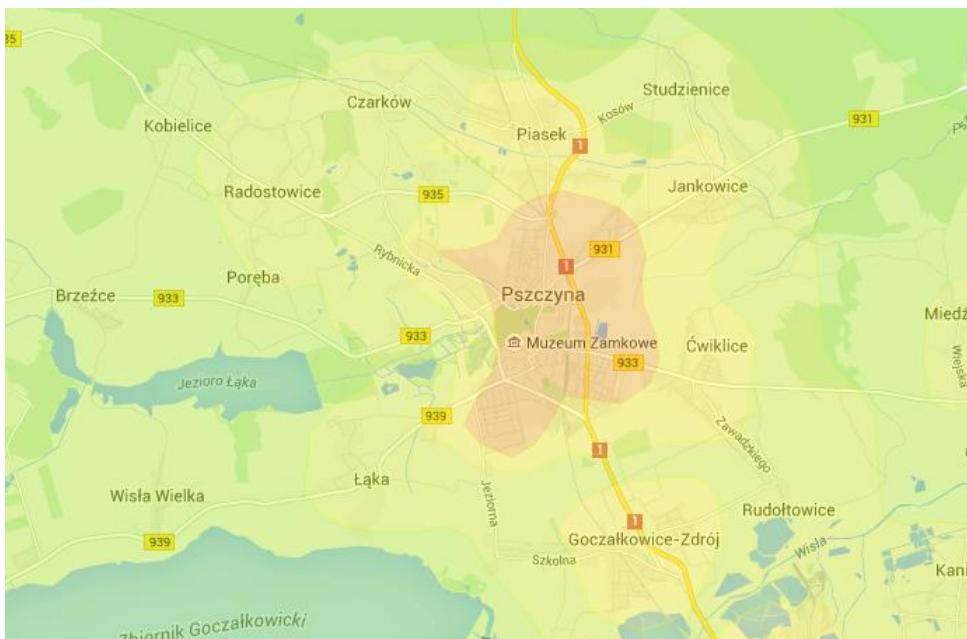 35
Czarków
Studzienice
Kosów
Kobielice
Piasek
931
1
Radostowice
935
Jankowice
Rybnicka
931
1
Poręba
Brzeźce
933
Pszczyna
933
Miedź
Jezioro Łąka
Muzeum Zamkowe
Ćwiklice
933
Wiejska
939
Zawadzkiego
1
Łąka
Jeziorna
Wisła Wielka
Rudołtowice
1
939
Goczałkowice-Zdrój
Wisła
Szkolna
Kani
Zbiornik Goczałkowicki